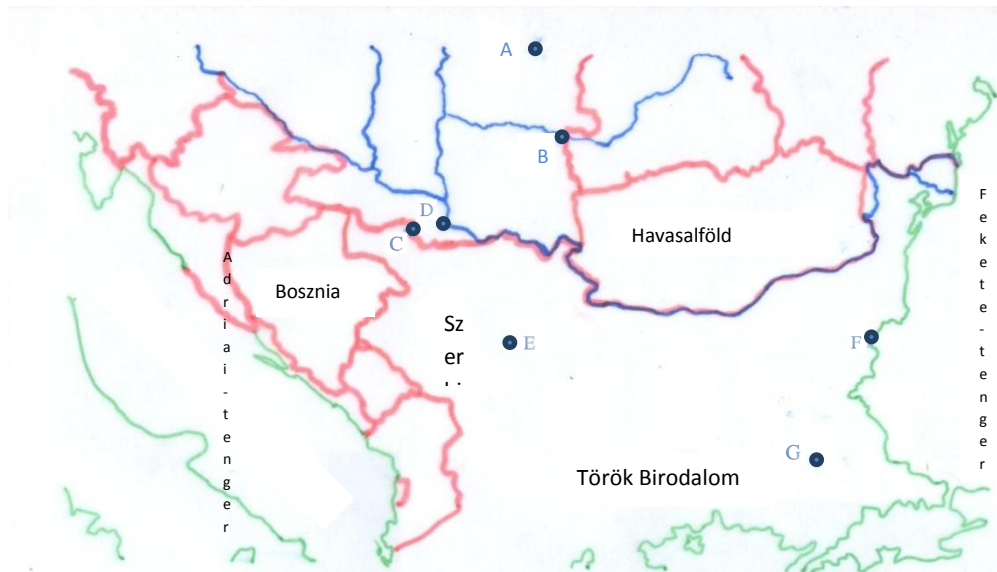 A
B
D
C
Havasalföld
Bosznia
Adriai-tenger
Fekete-tenger
Sz
er
E
F
G
Török Birodalom